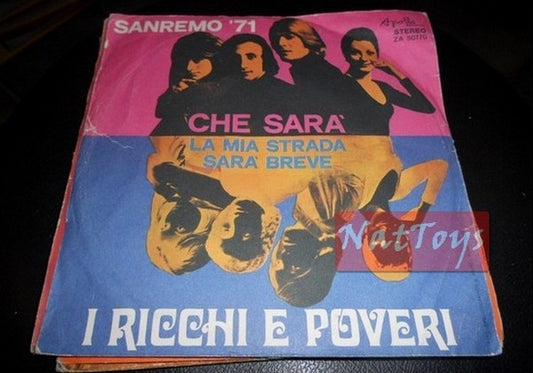 SANREMO '71
Apollo
STEREO
ZA 50170
CHE SARA'
LA MIA STRADA
SARA' BREVE
NatToys
I RICCHI E POVERI